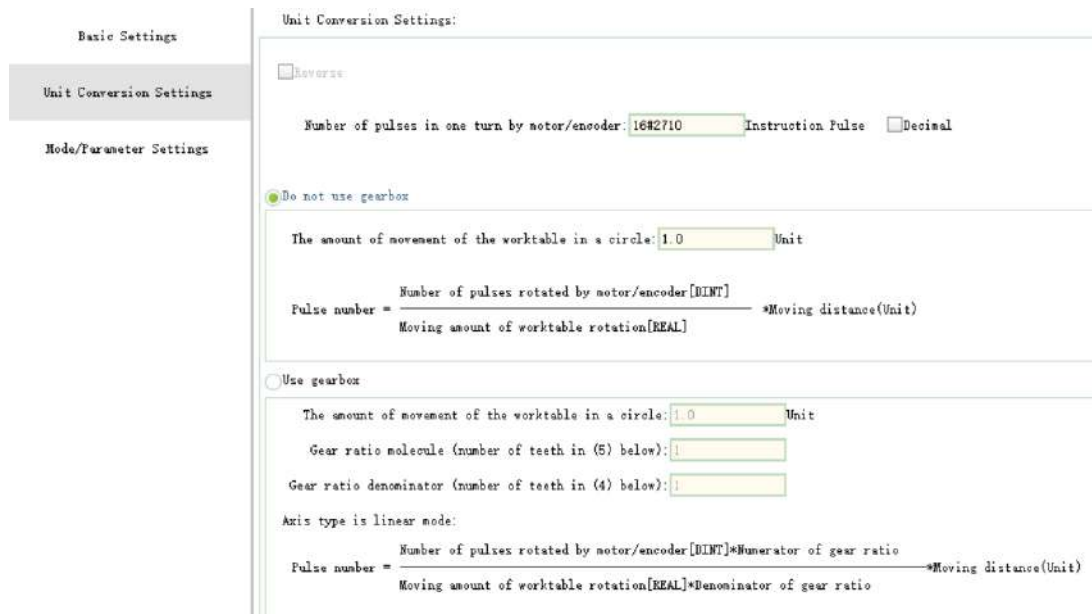 Basic Settings
Unit Conversion Settings
Mode/Parameter Settings
Unit Conversion Settings:
Reverse
Number of pulses in one turn by motor/encoder: 16#2710 Instruction Pulse Decimal
Do not use gearbox
The amount of movement of the worktable in a circle: 1.0 Unit
Number of pulses rotated by motor/encoder[DINT]
Pulse number = *Moving distance(Unit)
Moving amount of worktable rotation[REAL]
Use gearbox
The amount of movement of the worktable in a circle: 1.0 Unit
Gear ratio molecule (number of teeth in (5) below): 1
Gear ratio denominator (number of teeth in (4) below): 1
Axis type is linear mode:
Number of pulses rotated by motor/encoder[DINT]*Numerator of gear ratio
Pulse number = *Moving distance(Unit)
Moving amount of worktable rotation[REAL]*Denominator of gear ratio